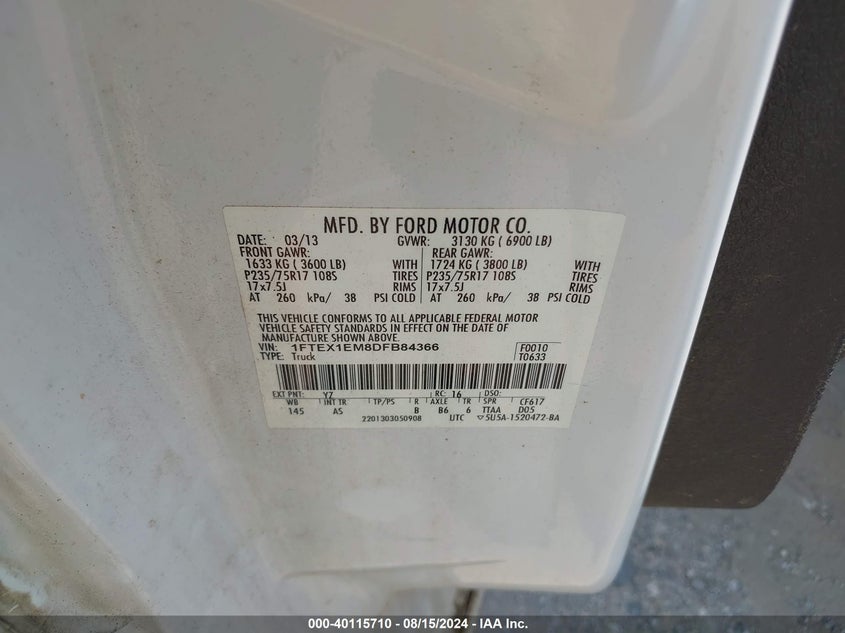 MFD. BY FORD MOTOR CO.
DATE: 03/13 GVWR: 3130 KG ( 6900 LB)
FRONT GAWR: REAR GAWR:
1633 KG ( 3600 LB) WITH 1724 KG ( 3800 LB) WITH
P235/75R17 108S TIRES P235/75R17 108S TIRES
17x7.5J RIMS 17x7.5J RIMS
AT 260 kPa/ 38 PSI COLD AT 260 kPa/ 38 PSI COLD
THIS VEHICLE CONFORMS TO ALL APPLICABLE FEDERAL MOTOR
VEHICLE SAFETY STANDARDS IN EFFECT ON THE DATE OF
MANUFACTURE SHOWN ABOVE.
VIN: 1FTEX1EM8DFB84366 F0010
TYPE: Truck T0633
EXT PNT: YZ RC: 16 DSO:
WB INT TR TP/PS R AXLE TR SPR CF617
145 AS B B6 6 TTAA D05
2201303050908 UTC ▽5U5A-1520472-BA
000-40115710 - 08/15/2024 - 515US - IAAI.com